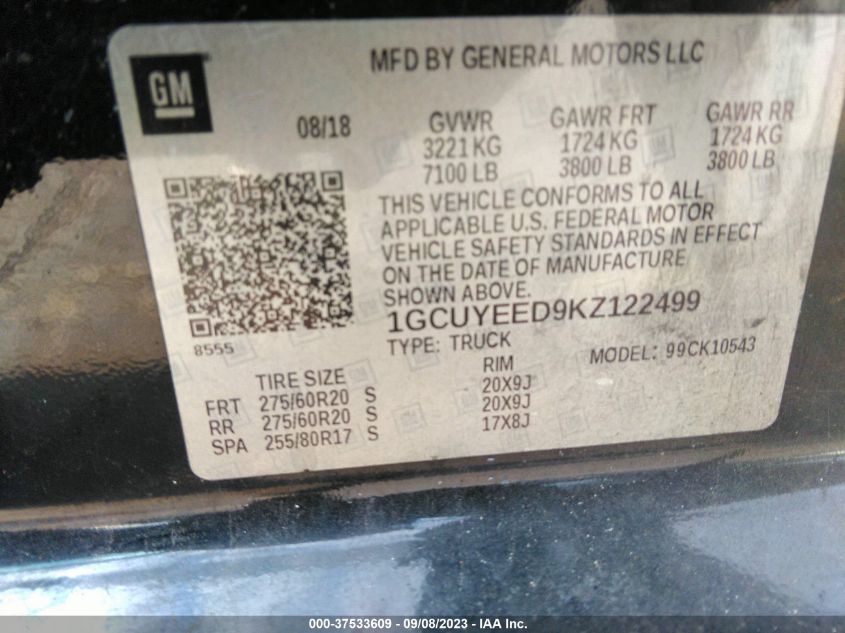 GM
MFD BY GENERAL MOTORS LLC
08/18
GVWR GAWR FRT GAWR RR
3221 KG 1724 KG 1724 KG
7100 LB 3800 LB 3800 LB
THIS VEHICLE CONFORMS TO ALL
APPLICABLE U.S. FEDERAL MOTOR
VEHICLE SAFETY STANDARDS IN EFFECT
ON THE DATE OF MANUFACTURE
SHOWN ABOVE.
8555
1GCUYEED9KZ122499
TYPE: TRUCK MODEL: 99CK10543
TIRE SIZE RIM
FRT 275/60R20 S 20X9J
RR 275/60R20 S 20X9J
SPA 255/80R17 S 17X8J
000-37533609 - 09/08/2023 - IAA Inc.